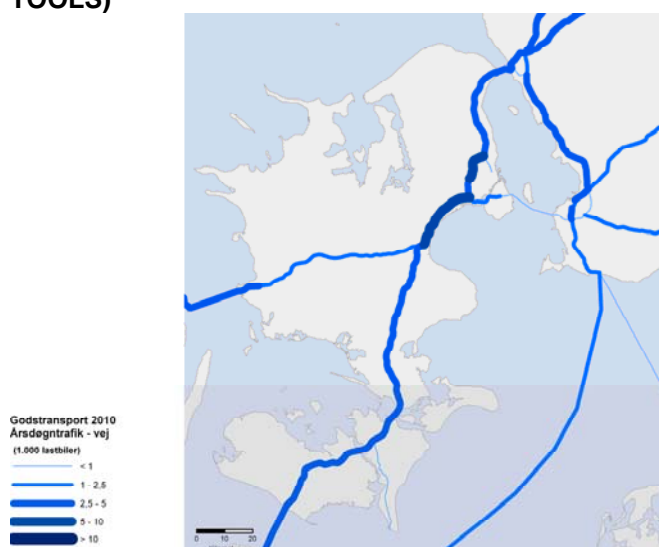 TOOLS)
Godstransport 2010
Årsdøgntrafik - vej
(1.000 lastbiler)
< 1
1 - 2,5
2,5 - 5
5 - 10
> 10
0 10 20